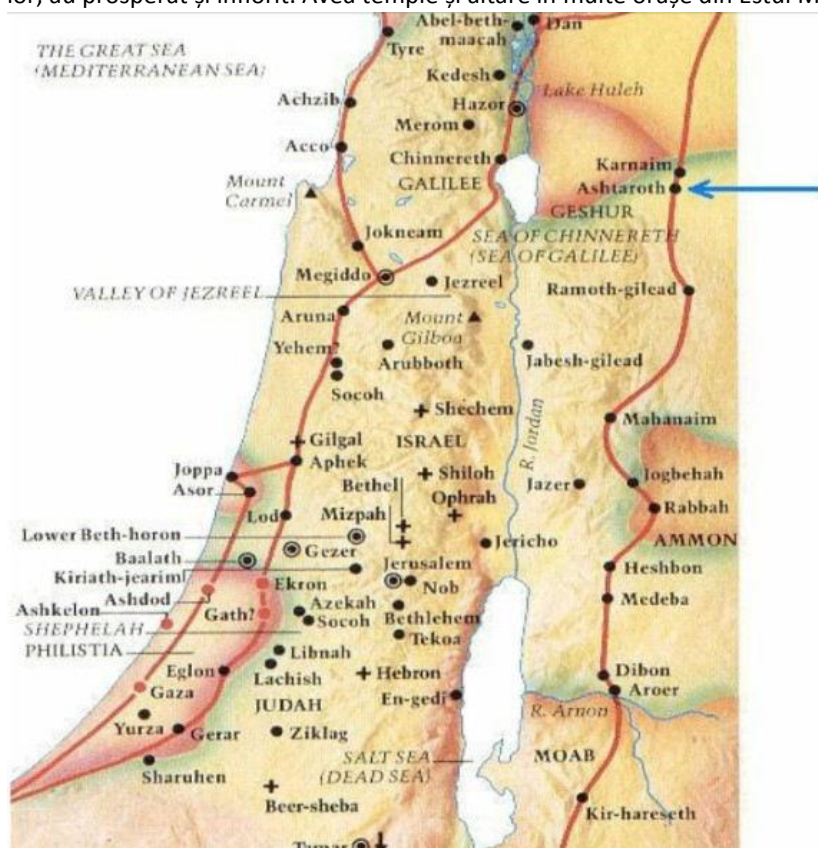 lor, au prosperat și înflorit. Avea temple și altare în multe orașe din Estul
Abel-beth-
maacah
Dan
THE GREAT SEA
(MEDITERRANEAN SEA)
Tyre
Kedesh
Lake Huleh
Achzib
Hazor
Merom
Acco
Chinnereth
Karnaim
Mount
Carmel
GALILEE
Ashtaroth
GESHUR
Jokneam
SEA OF CHINNERETH
(SEA OF GALILEE)
Megiddo
Jezreel
VALLEY OF JEZREEL
Ramoth-gilead
Aruna
Mount
Gilboa
Yehem?
Arubboth
Jabesh-gilead
Socoh
Shechem
R. Jordan
Mahanaim
Gilgal
ISRAEL
Joppa
Aphek
Shiloh
Jogbehah
Asor
Bethel
Ophrah
Jazer
Lod
Mizpah
Rabbah
Lower Beth-horon
Gezer
Jericho
AMMON
Baalath
Jerusalem
Kiriath-jearim
Ekron
Nob
Heshbon
Ashdod
Azekah
Medeba
Ashkelon
Gath?
Socoh
Bethlehem
SHEPHELAH
Tekoa
PHILISTIA
Libnah
Eglon
Lachish
Hebron
Dibon
Gaza
JUDAH
En-gedi
Aroer
R. Arnon
Yurza
Gerar
Ziklag
SALT SEA
(DEAD SEA)
MOAB
Sharuhen
Beer-sheba
Kir-hareseth
Tamar